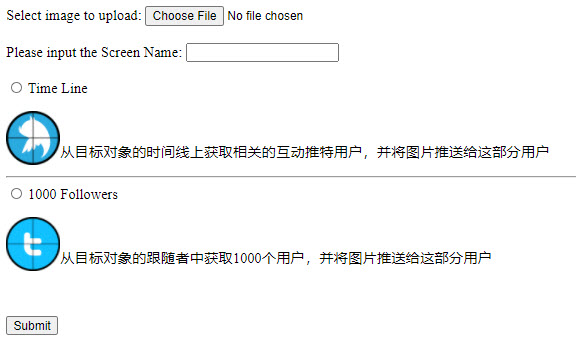 Select image to upload: Choose File No file chosen
Please input the Screen Name:
Time Line
从目标对象的时间线上获取相关的互动推特用户，并将图片推送给这部分用户
1000 Followers
从目标对象的跟随者中获取1000个用户，并将图片推送给这部分用户
Submit